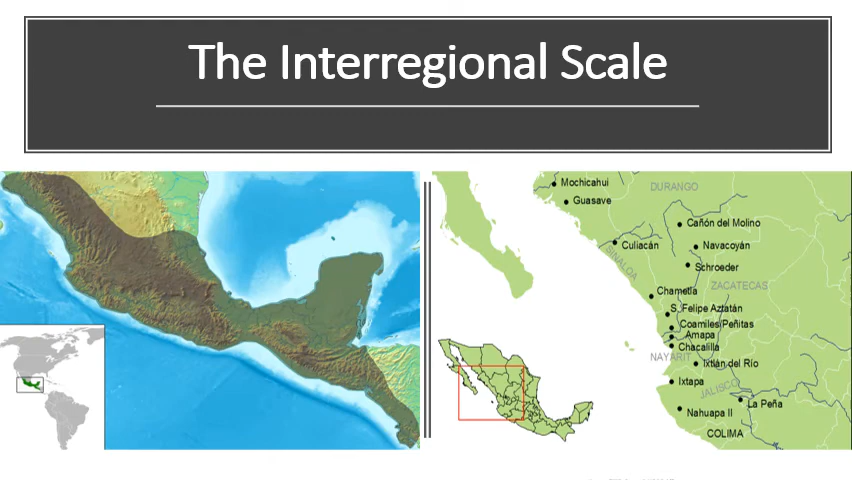 The Interregional Scale
Mochicahui
DURANGO
Guasave
Cañón del Molino
Culiacán
Navacoyán
SINALOA
Schroeder
ZACATECAS
Chametla
S. Felipe Aztatán
Coamiles/Peñitas
Amapa
Chacalilla
NAYARIT
Ixtlán del Río
Ixtapa
JALISCO
La Peña
Nahuapa II
COLIMA